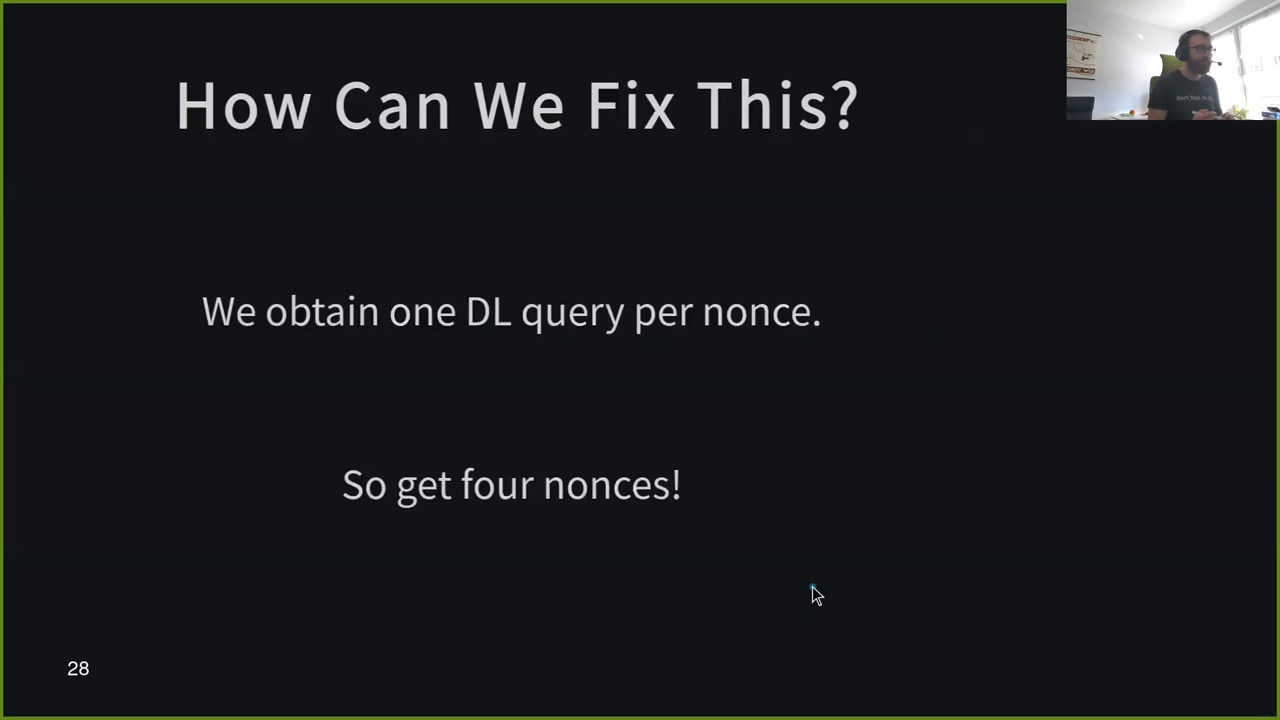 How Can We Fix This?
We obtain one DL query per nonce.
So get four nonces!
28